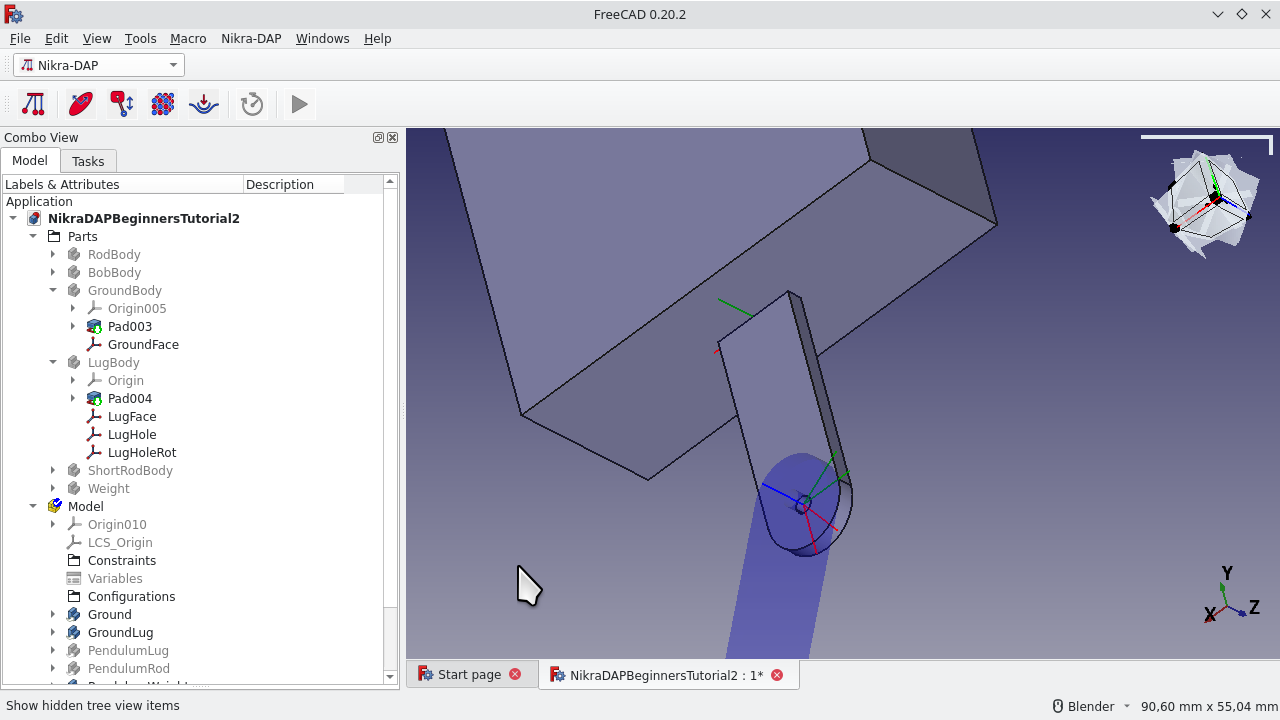 FreeCAD 0.20.2
File Edit View Tools Macro Nikra-DAP Windows Help
Nikra-DAP
Combo View
Model Tasks
Labels & Attributes Description
Application
NikraDAPBeginnersTutorial2
Parts
RodBody
BobBody
GroundBody
Origin005
Pad003
GroundFace
LugBody
Origin
Pad004
LugFace
LugHole
LugHoleRot
ShortRodBody
Weight
Model
Origin010
LCS_Origin
Constraints
Variables
Configurations
Ground
GroundLug
PendulumLug
PendulumRod
Y
X Z
Start page NikraDAPBeginnersTutorial2 : 1*
Show hidden tree view items Blender 90,60 mm x 55,04 mm